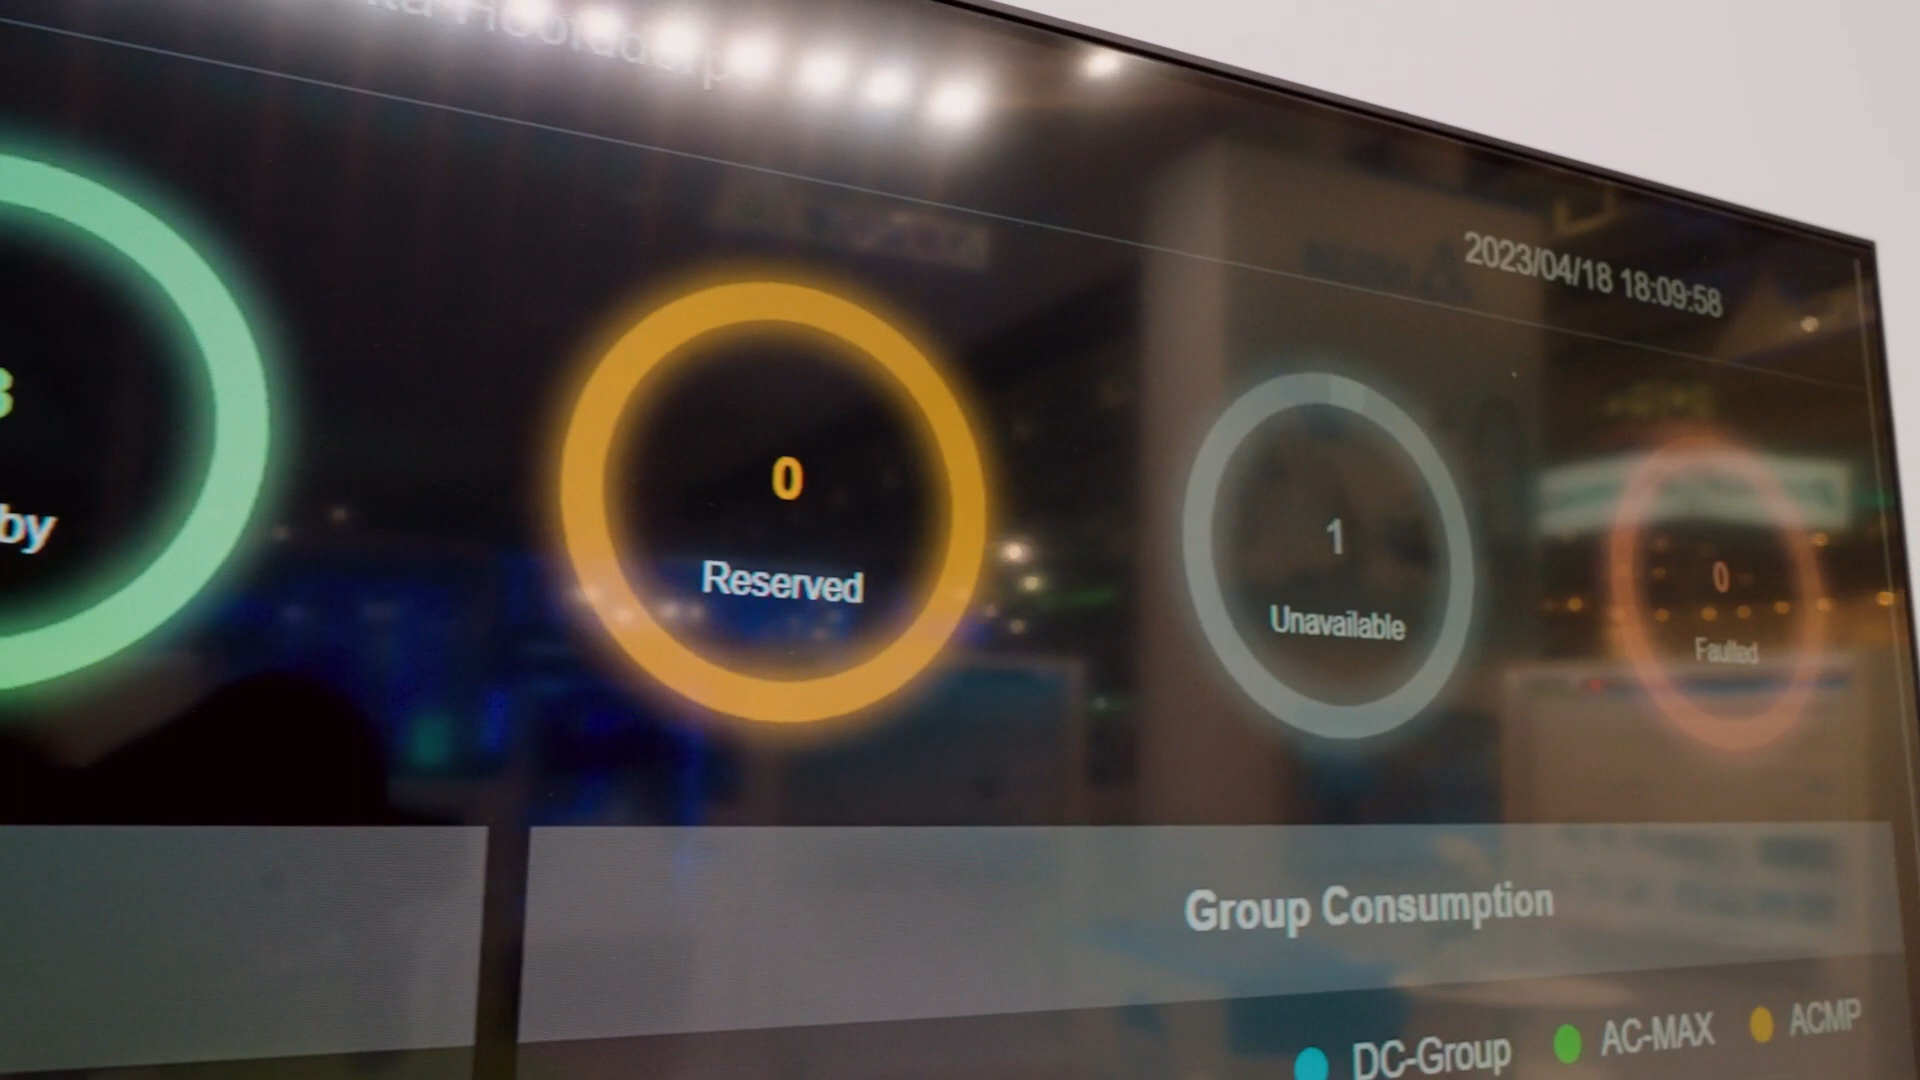 Hoofddorp
2023/04/18 18:09:58
by
0
Reserved
1
Unavailable
0
Faulted
Group Consumption
DC-Group
AC-MAX
ACMP